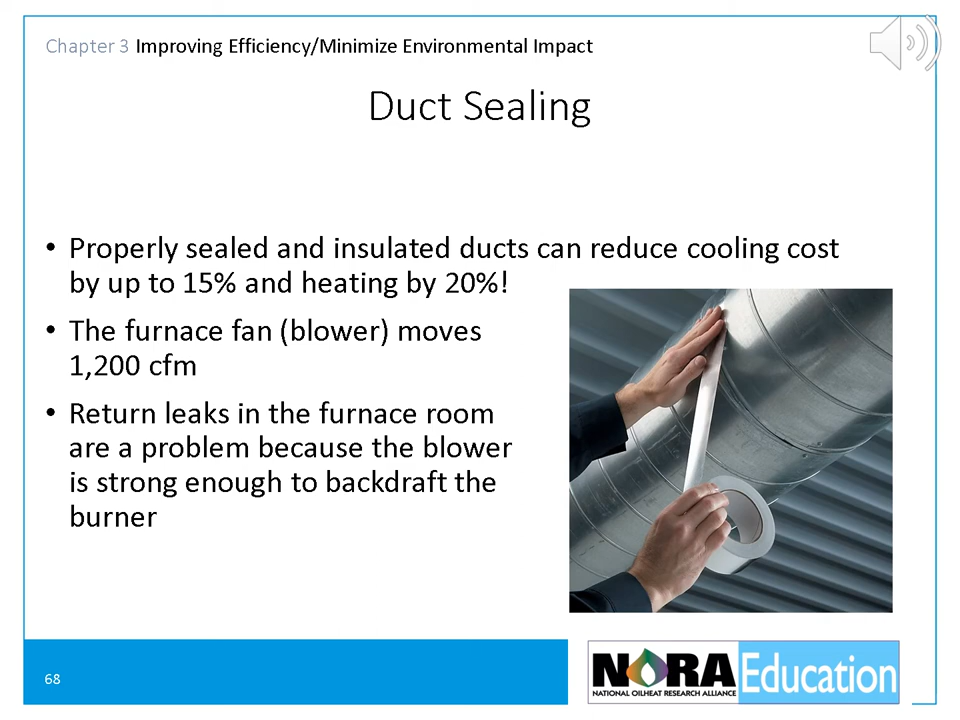 Chapter 3 Improving Efficiency/Minimize Environmental Impact
Duct Sealing
• Properly sealed and insulated ducts can reduce cooling cost
by up to 15% and heating by 20%!
• The furnace fan (blower) moves
1,200 cfm
• Return leaks in the furnace room
are a problem because the blower
is strong enough to backdraft the
burner
68
NORA Education
NATIONAL OILHEAT RESEARCH ALLIANCE